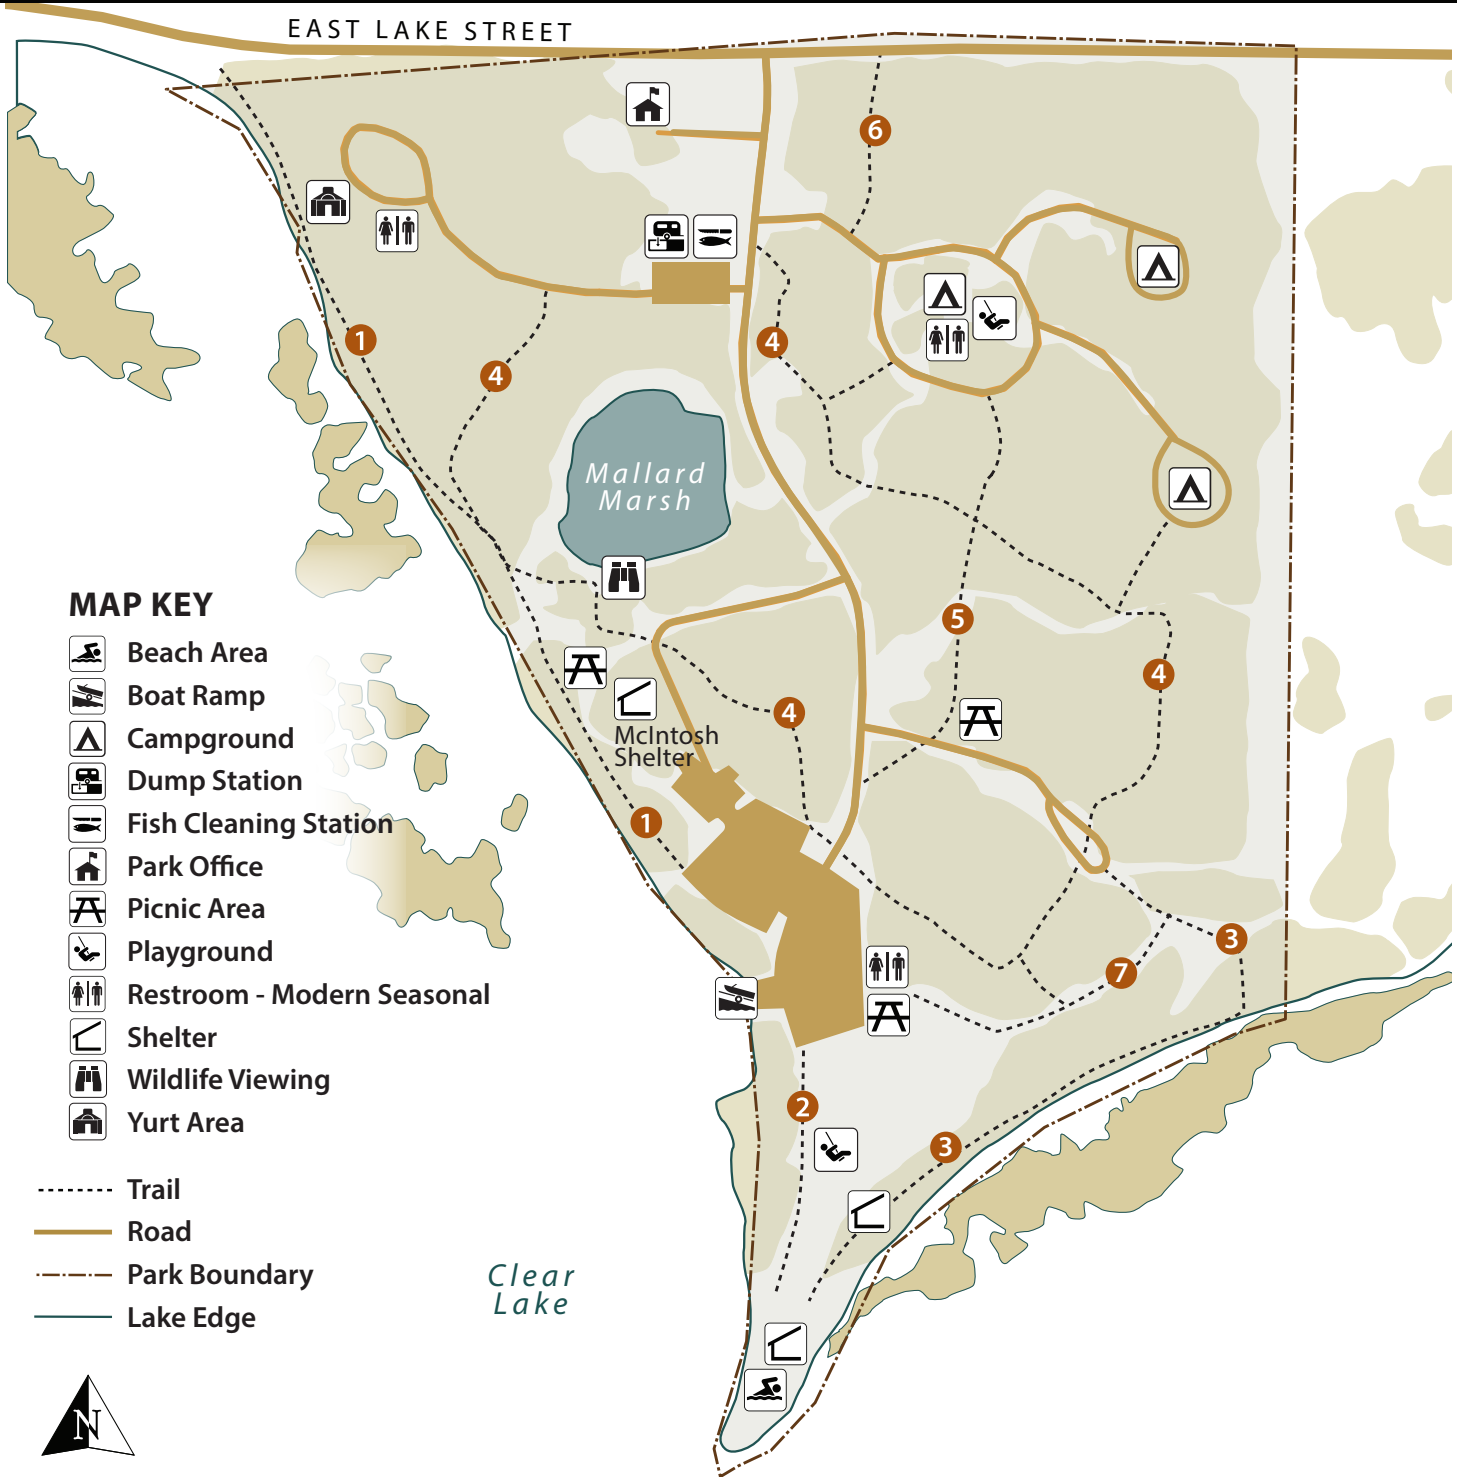 EAST LAKE STREET
6
1
4
4
Mallard
Marsh
5
4
4
McIntosh
Shelter
1
3
7
2
3
MAP KEY
Beach Area
Boat Ramp
Campground
Dump Station
Fish Cleaning Station
Park Office
Picnic Area
Playground
Restroom - Modern Seasonal
Shelter
Wildlife Viewing
Yurt Area
Trail
Road
Park Boundary
Lake Edge
Clear
Lake
N